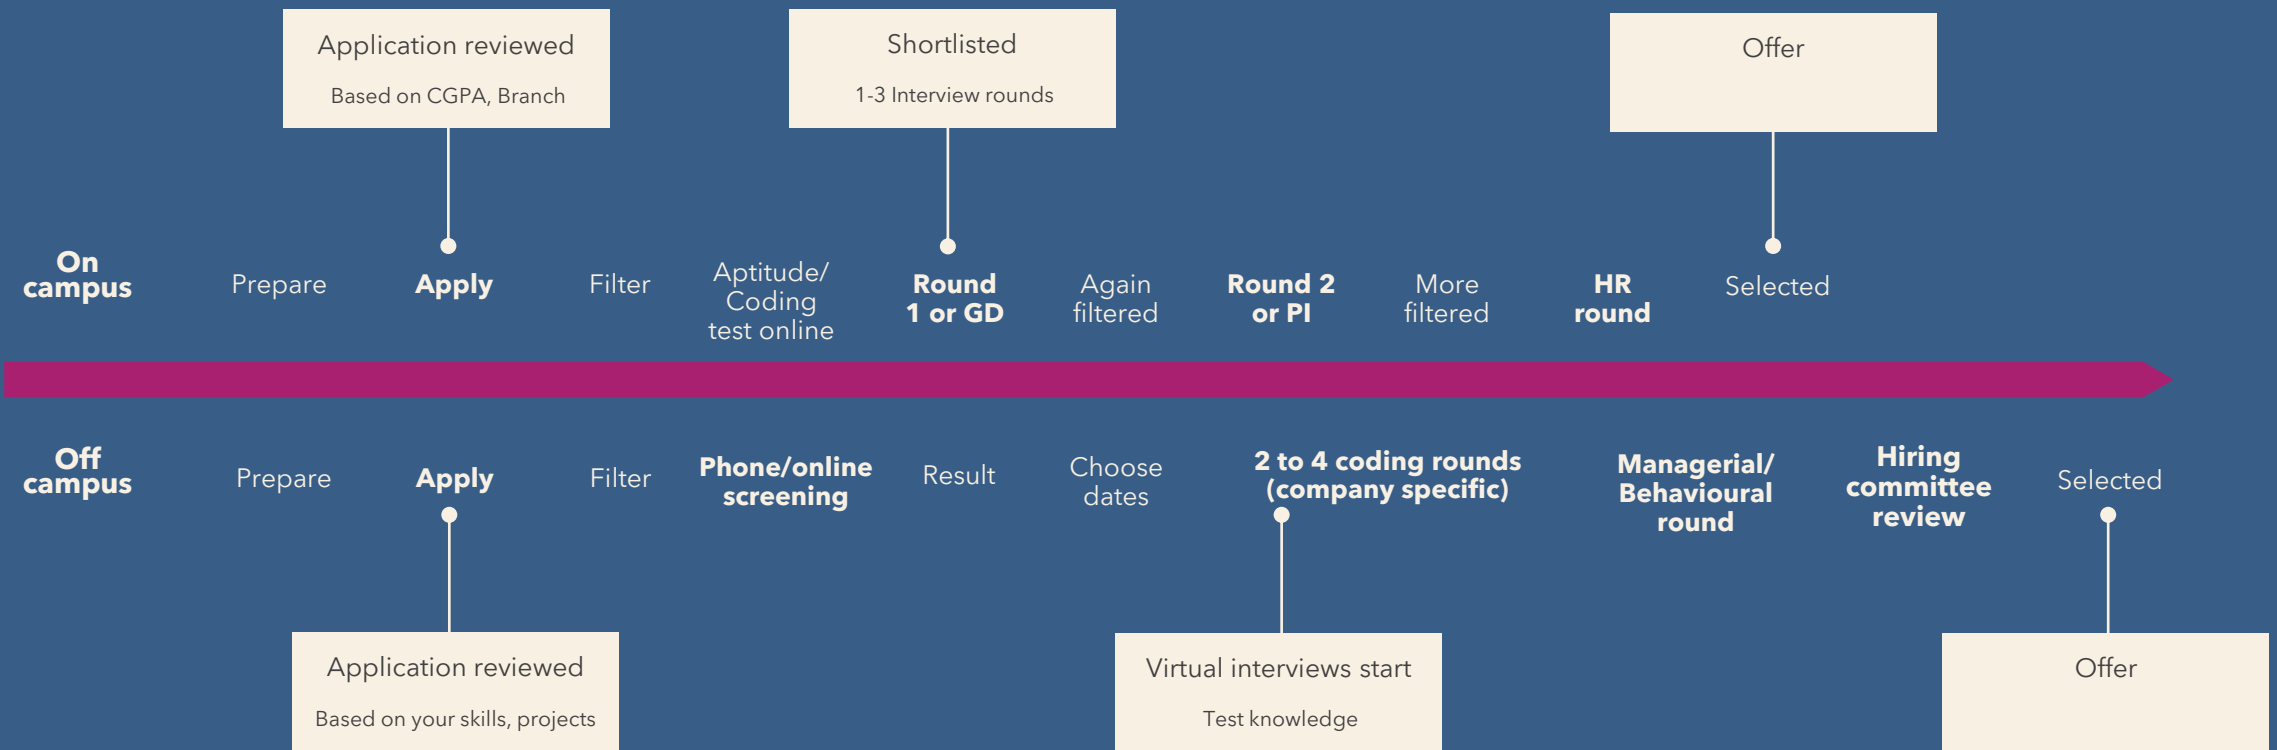 Application reviewed
Based on CGPA, Branch
Shortlisted
1-3 Interview rounds
Offer
On
campus
Prepare
Apply
Filter
Aptitude/
Coding
test online
Round
1 or GD
Again
filtered
Round 2
or PI
More
filtered
HR
round
Selected
Off
campus
Prepare
Apply
Filter
Phone/online
screening
Result
Choose
dates
2 to 4 coding rounds
(company specific)
Managerial/
Behavioural
round
Hiring
committee
review
Selected
Application reviewed
Based on your skills, projects
Virtual interviews start
Test knowledge
Offer